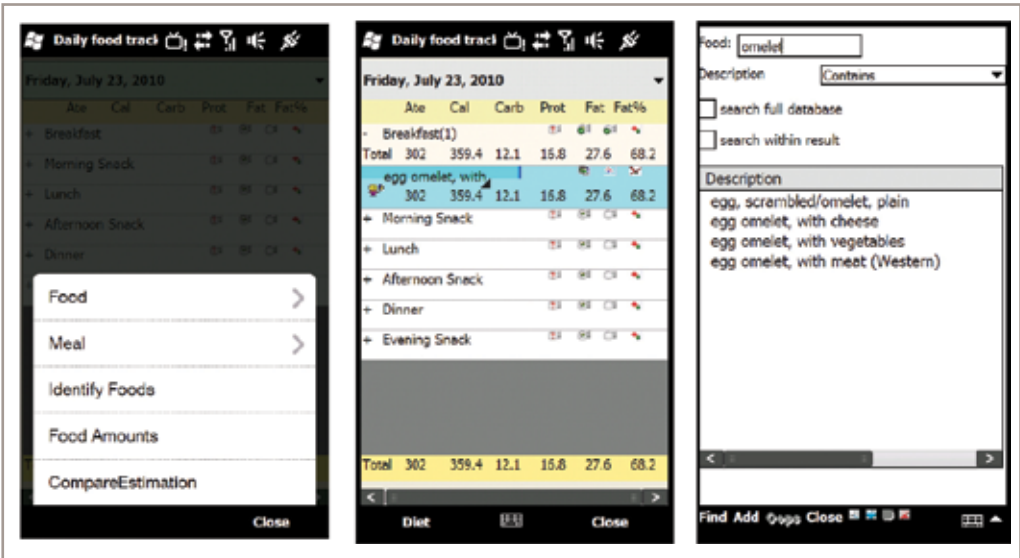 Daily food track
Friday, July 23, 2010
Ate Cal Carb Prot Fat Fat%
+ Breakfast
+ Morning Snack
+ Lunch
+ Afternoon Snack
+ Dinner
Food
Meal
Identify Foods
Food Amounts
CompareEstimation
Close
Daily food track
Friday, July 23, 2010
Ate Cal Carb Prot Fat Fat%
- Breakfast(1)
Total 302 359.4 12.1 16.8 27.6 68.2
egg omelet, with
302 359.4 12.1 16.8 27.6 68.2
+ Morning Snack
+ Lunch
+ Afternoon Snack
+ Dinner
+ Evening Snack
Total 302 359.4 12.1 16.8 27.6 68.2
Diet Close
Food: omelet
Description Contains
search full database
search within result
Description
egg, scrambled/omelet, plain
egg omelet, with cheese
egg omelet, with vegetables
egg omelet, with meat (Western)
Find Add Oops Close